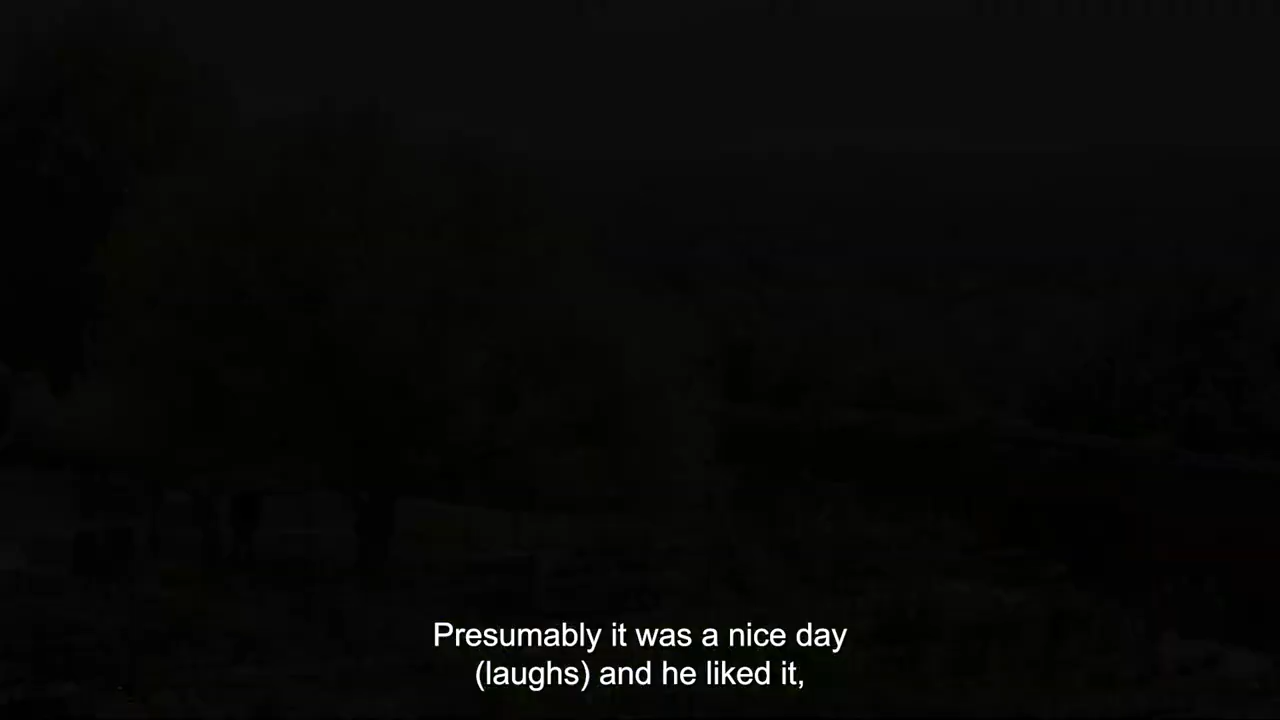 Presumably it was a nice day
(laughs) and he liked it,